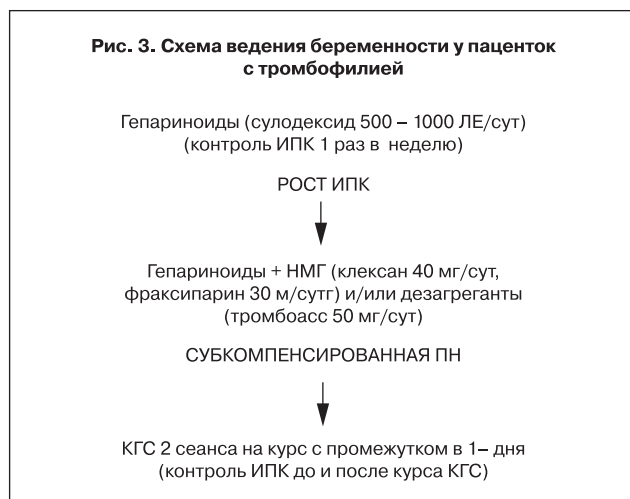 Рис. 3. Схема ведения беременности у пациенток
с тромбофилией
Гепариноиды (сулодексид 500 – 1000 ЛЕ/сут)
(контроль ИПК 1 раз в неделю)
РОСТ ИПК
Гепариноиды + НМГ (клексан 40 мг/сут,
фраксипарин 30 м/сутг) и/или дезагреганты
(тромбоасс 50 мг/сут)
СУБКОМПЕНСИРОВАННАЯ ПН
КГС 2 сеанса на курс с промежутком в 1– дня
(контроль ИПК до и после курса КГС)